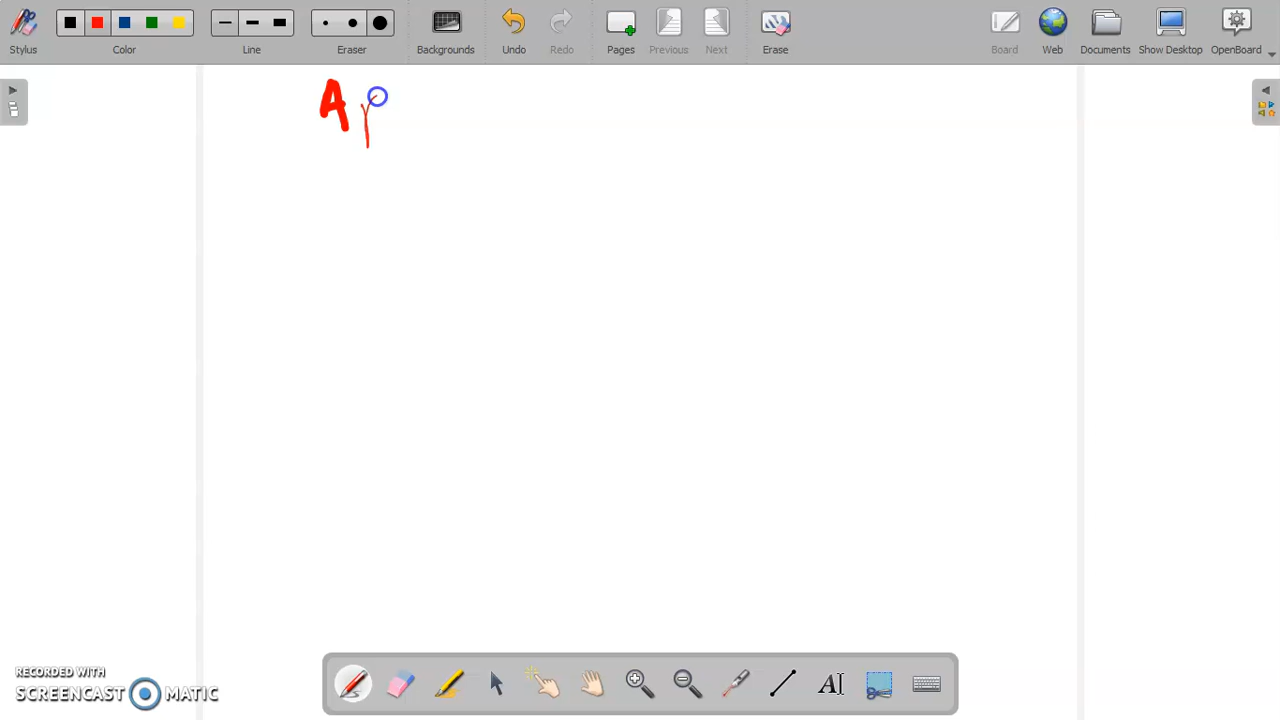 Stylus Color Line Eraser Backgrounds Undo Redo Pages Previous Next Erase Board Web Documents Show Desktop OpenBoard
A
RECORDED WITH
SCREENCAST MATIC